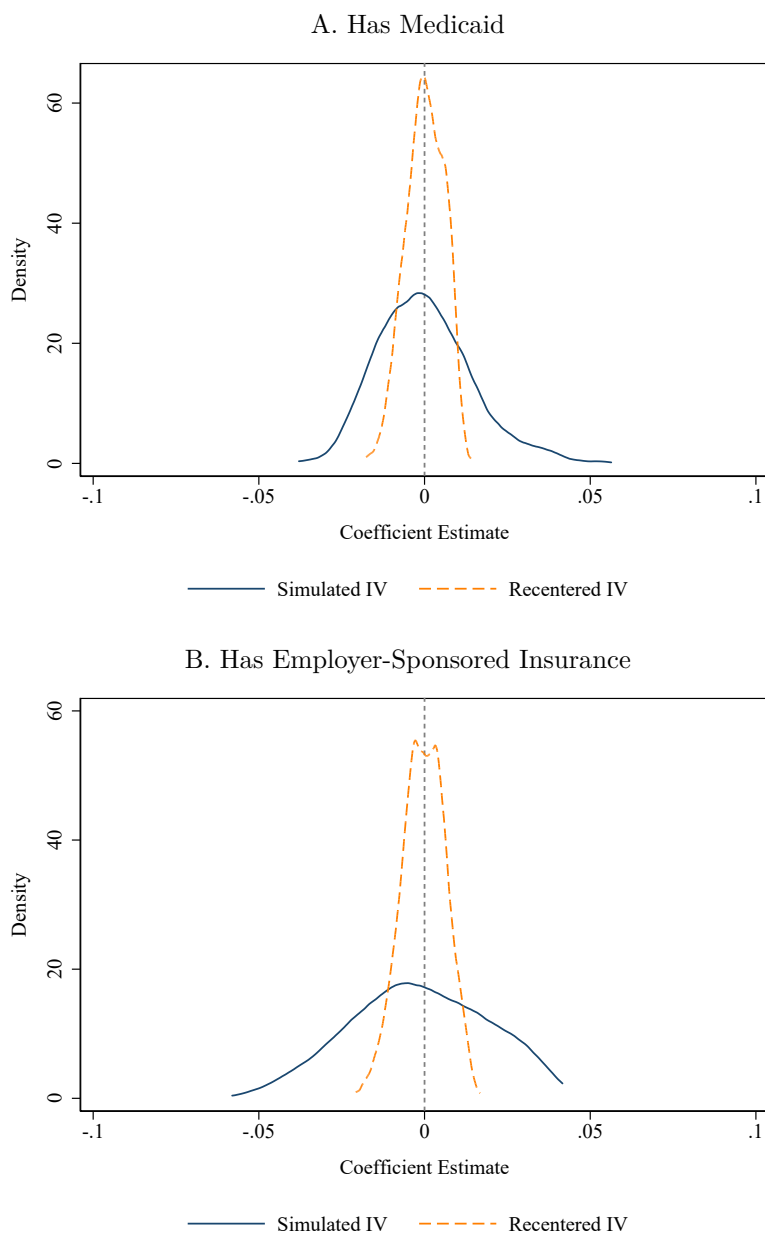 A. Has Medicaid
60
40
20
0
Density
-.1 -.05 0 .05 .1
Coefficient Estimate
Simulated IV Recentered IV
B. Has Employer-Sponsored Insurance
60
40
20
0
Density
-.1 -.05 0 .05 .1
Coefficient Estimate
Simulated IV Recentered IV